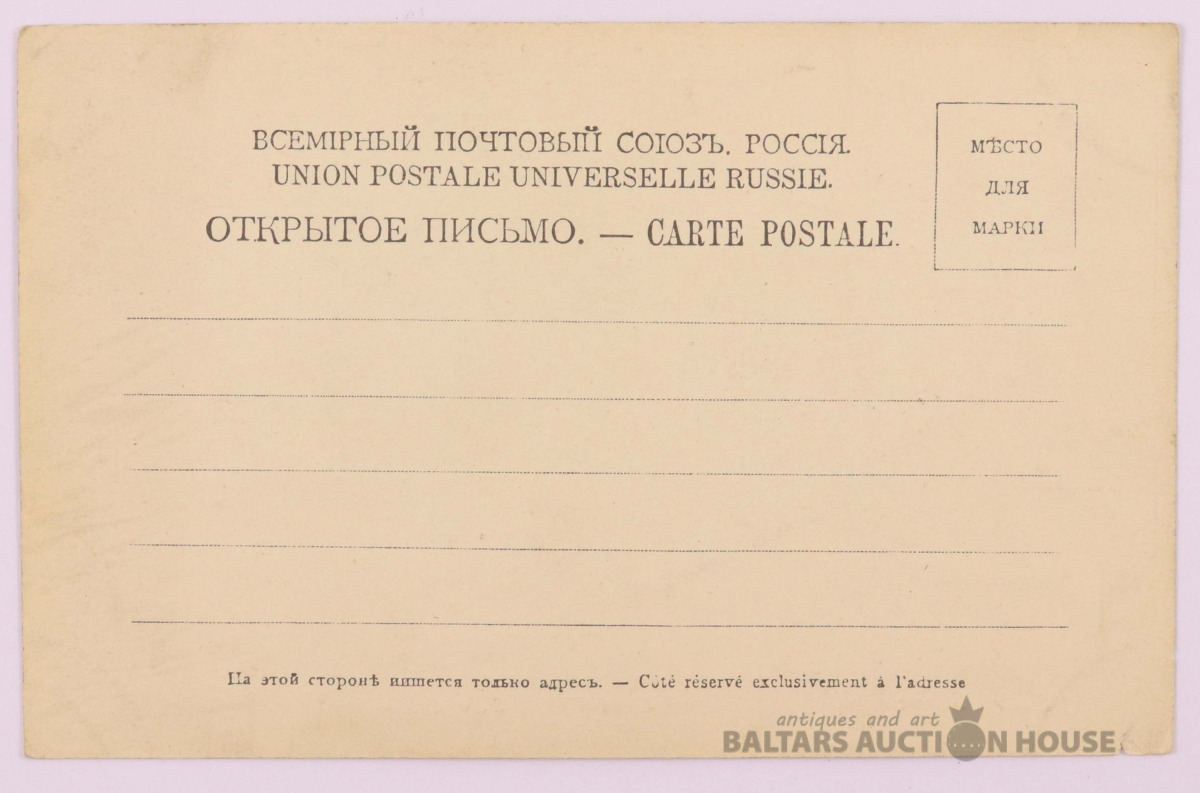 ВСЕМІРНЫЙ ПОЧТОВЫЙ СОЮЗЪ. РОССІЯ.
UNION POSTALE UNIVERSELLE RUSSIE.
ОТКРЫТОЕ ПИСЬМО. — CARTE POSTALE.
МѢСТО
ДЛЯ
МАРКИ
На этой сторонѣ пишется только адресъ. — Côté réservé exclusivement à l'adresse
antiques and art
BALTARS AUCTION HOUSE